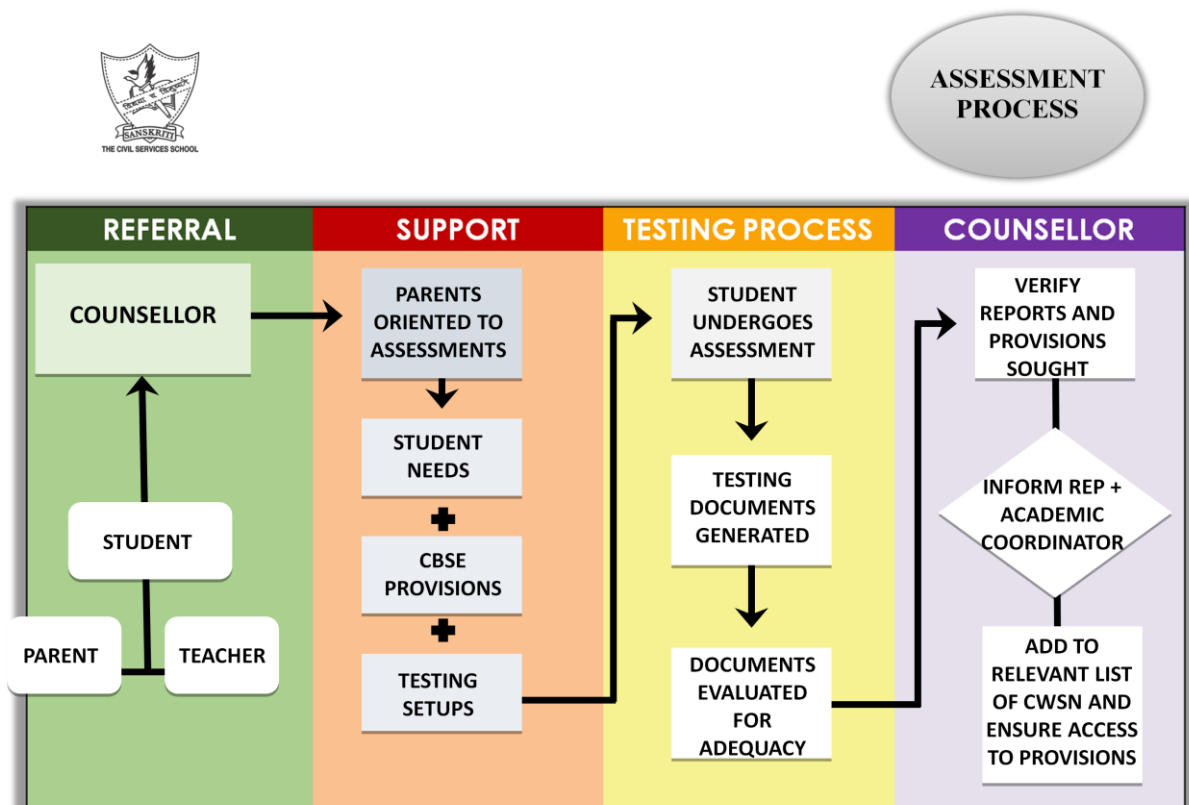 SANSKRITI
THE CIVIL SERVICES SCHOOL
ASSESSMENT
PROCESS
REFERRAL
COUNSELLOR
STUDENT
PARENT
TEACHER
SUPPORT
PARENTS
ORIENTED TO
ASSESSMENTS
STUDENT
NEEDS
CBSE
PROVISIONS
TESTING
SETUPS
TESTING PROCESS
STUDENT
UNDERGOES
ASSESSMENT
TESTING
DOCUMENTS
GENERATED
DOCUMENTS
EVALUATED
FOR
ADEQUACY
COUNSELLOR
VERIFY
REPORTS AND
PROVISIONS
SOUGHT
INFORM REP +
ACADEMIC
COORDINATOR
ADD TO
RELEVANT LIST
OF CWSN AND
ENSURE ACCESS
TO PROVISIONS